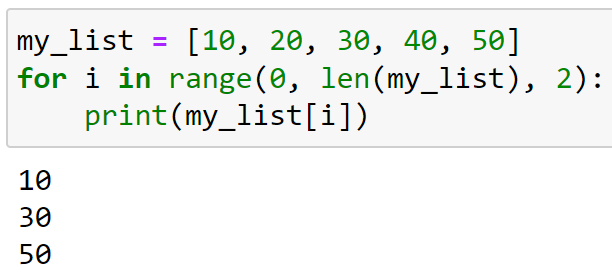 my_list = [10, 20, 30, 40, 50]
for i in range(0, len(my_list), 2):
    print(my_list[i])
10
30
50